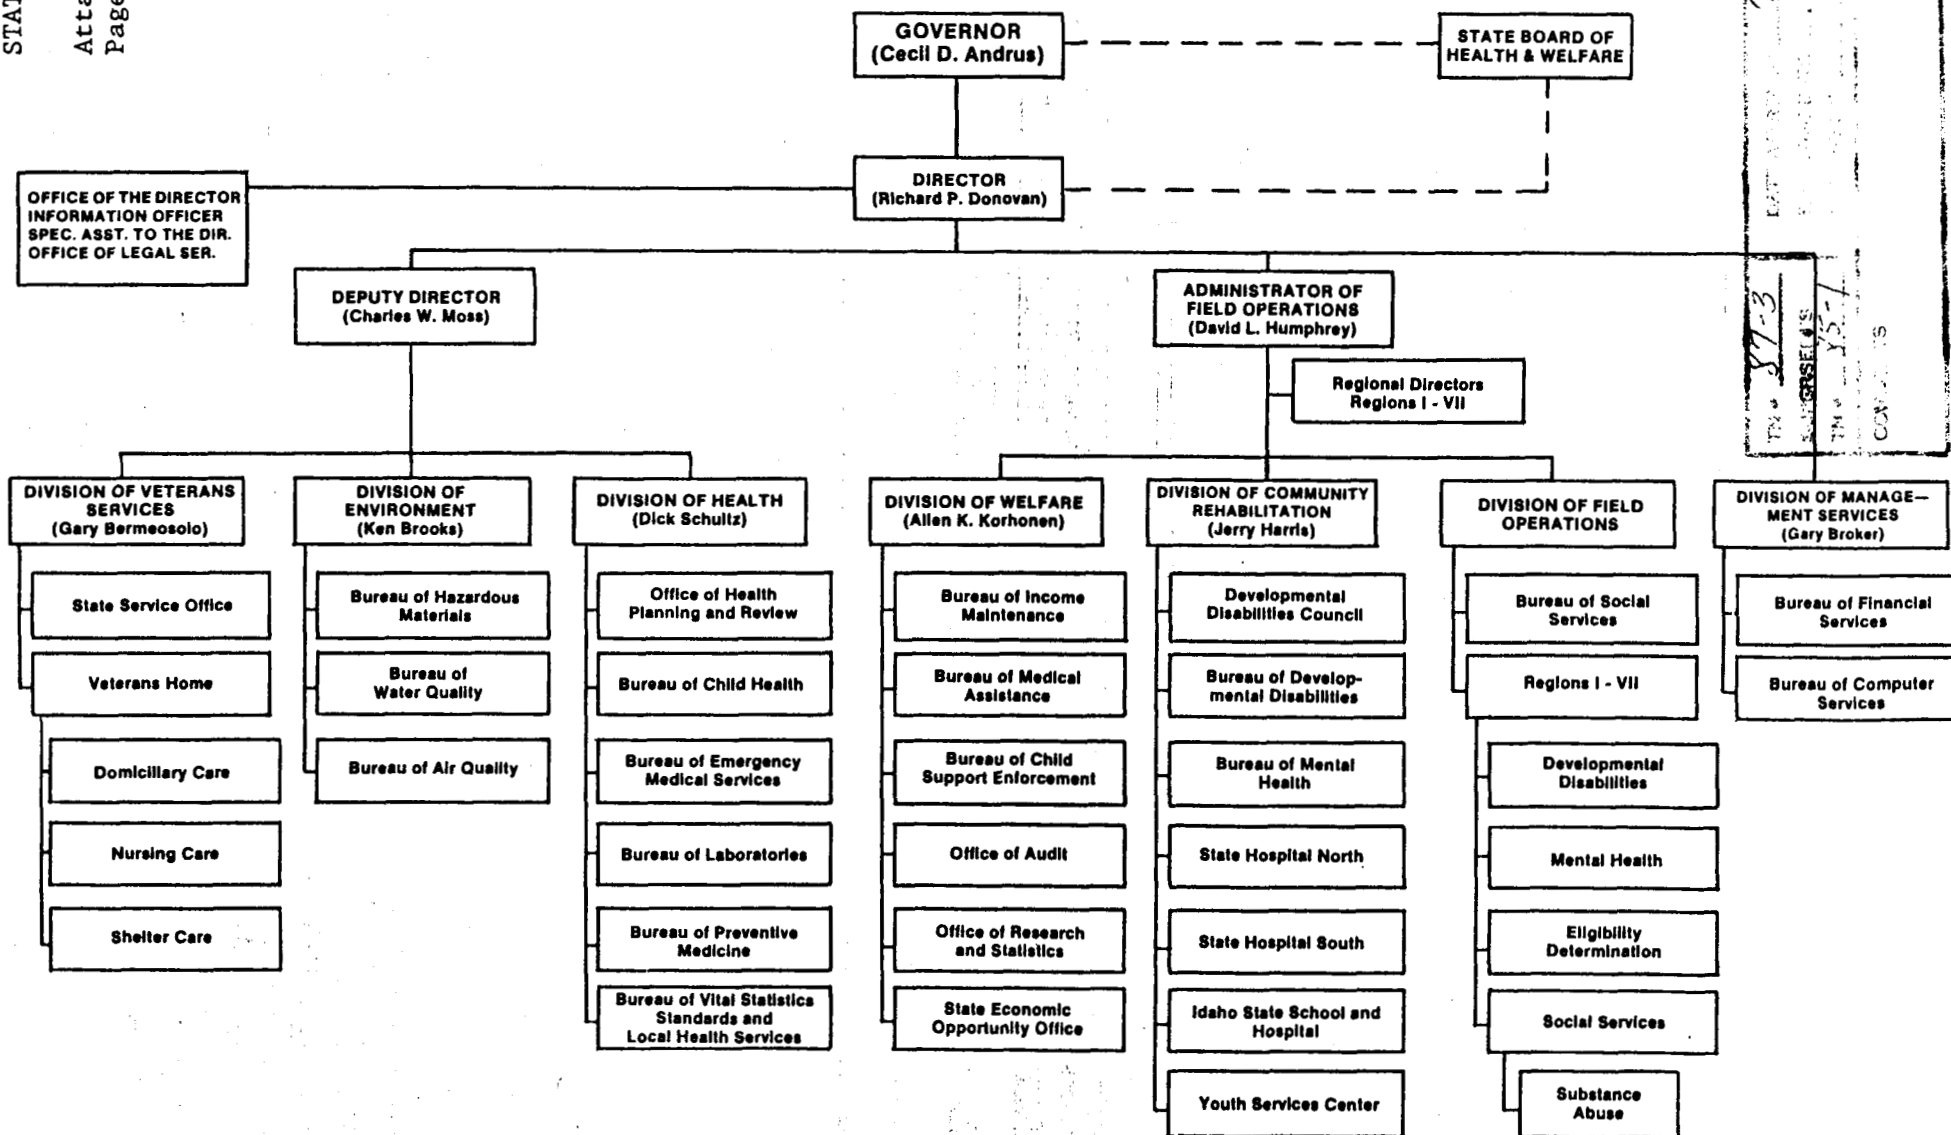 STAT
Atta
Page
GOVERNOR
(Cecil D. Andrus)
STATE BOARD OF
HEALTH & WELFARE
DIRECTOR
(Richard P. Donovan)
OFFICE OF THE DIRECTOR
INFORMATION OFFICER
SPEC. ASST. TO THE DIR.
OFFICE OF LEGAL SER.
DEPUTY DIRECTOR
(Charles W. Moss)
ADMINISTRATOR OF
FIELD OPERATIONS
(David L. Humphrey)
Regional Directors
Regions I - VII
TN # 87-3
TN # 85-1
DIVISION OF VETERANS
SERVICES
(Gary Bermeosolo)
State Service Office
Veterans Home
Domiciliary Care
Nursing Care
Shelter Care
DIVISION OF
ENVIRONMENT
(Ken Brooks)
Bureau of Hazardous
Materials
Bureau of
Water Quality
Bureau of Air Quality
DIVISION OF HEALTH
(Dick Schultz)
Office of Health
Planning and Review
Bureau of Child Health
Bureau of Emergency
Medical Services
Bureau of Laboratories
Bureau of Preventive
Medicine
Bureau of Vital Statistics
Standards and
Local Health Services
DIVISION OF WELFARE
(Allen K. Korhonen)
Bureau of Income
Maintenance
Bureau of Medical
Assistance
Bureau of Child
Support Enforcement
Office of Audit
Office of Research
and Statistics
State Economic
Opportunity Office
DIVISION OF COMMUNITY
REHABILITATION
(Jerry Harris)
Developmental
Disabilities Council
Bureau of Develop-
mental Disabilities
Bureau of Mental
Health
State Hospital North
State Hospital South
Idaho State School and
Hospital
Youth Services Center
DIVISION OF FIELD
OPERATIONS
Bureau of Social
Services
Regions I - VII
Developmental
Disabilities
Mental Health
Eligibility
Determination
Social Services
Substance
Abuse
DIVISION OF MANAGE—
MENT SERVICES
(Gary Broker)
Bureau of Financial
Services
Bureau of Computer
Services